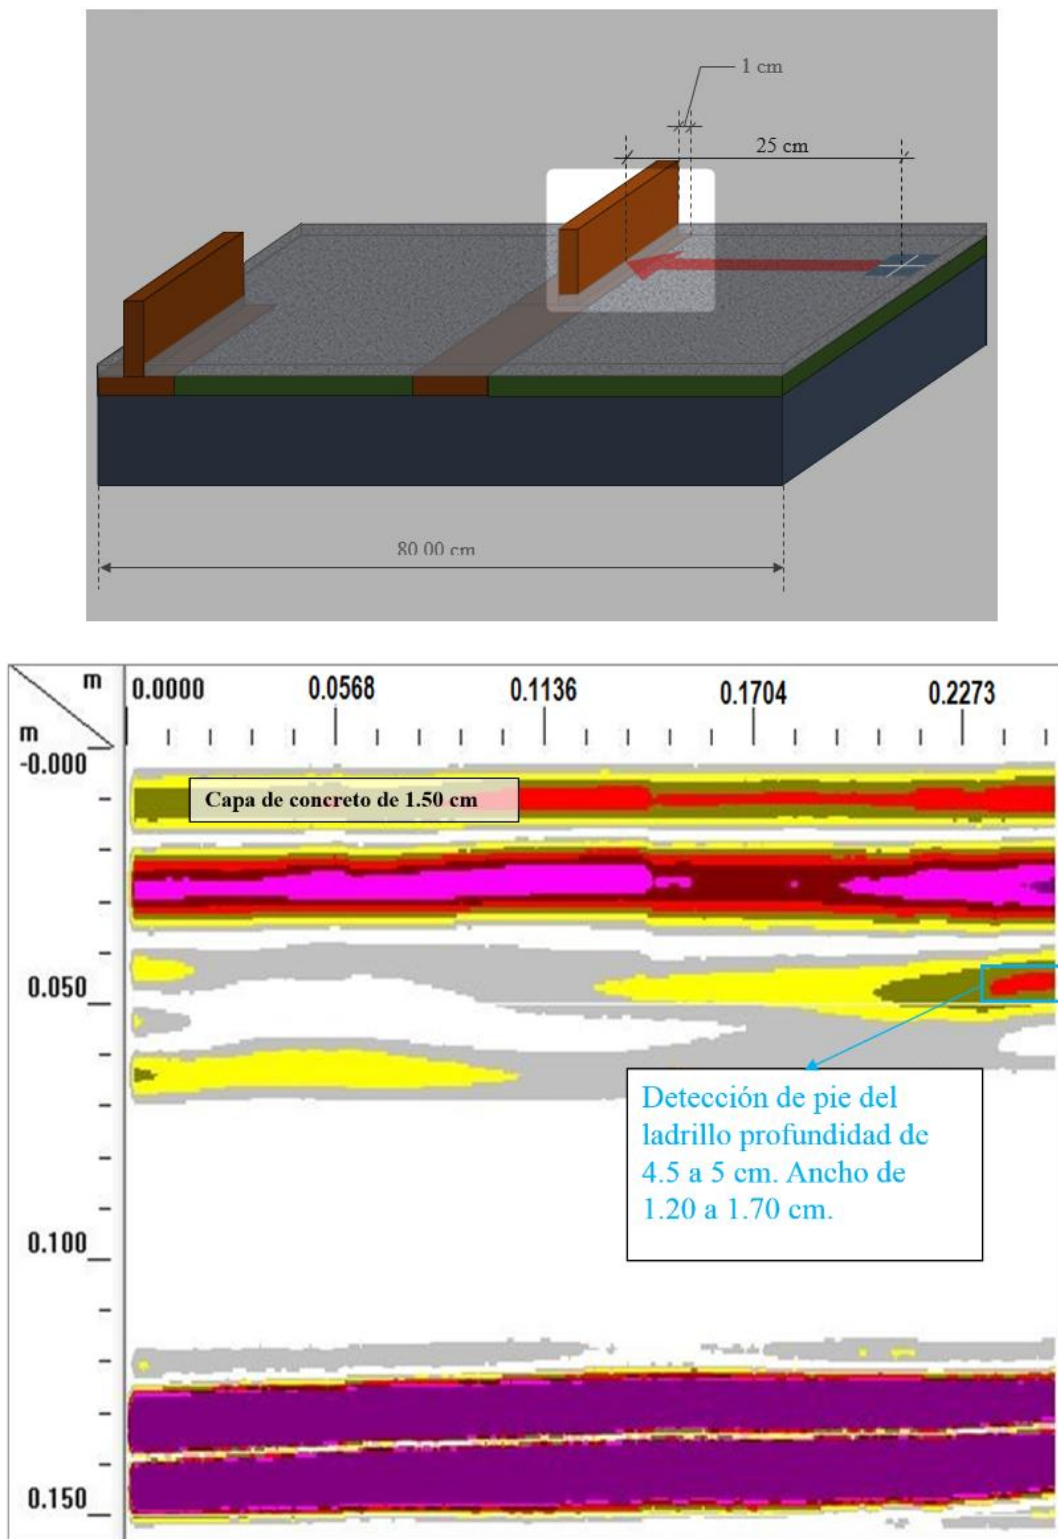 1 cm
25 cm
80.00 cm
m 0.0000 0.0568 0.1136 0.1704 0.2273
m
-0.000
Capa de concreto de 1.50 cm
0.050
Detección de pie del
ladrillo profundidad de
4.5 a 5 cm. Ancho de
1.20 a 1.70 cm.
0.100
0.150